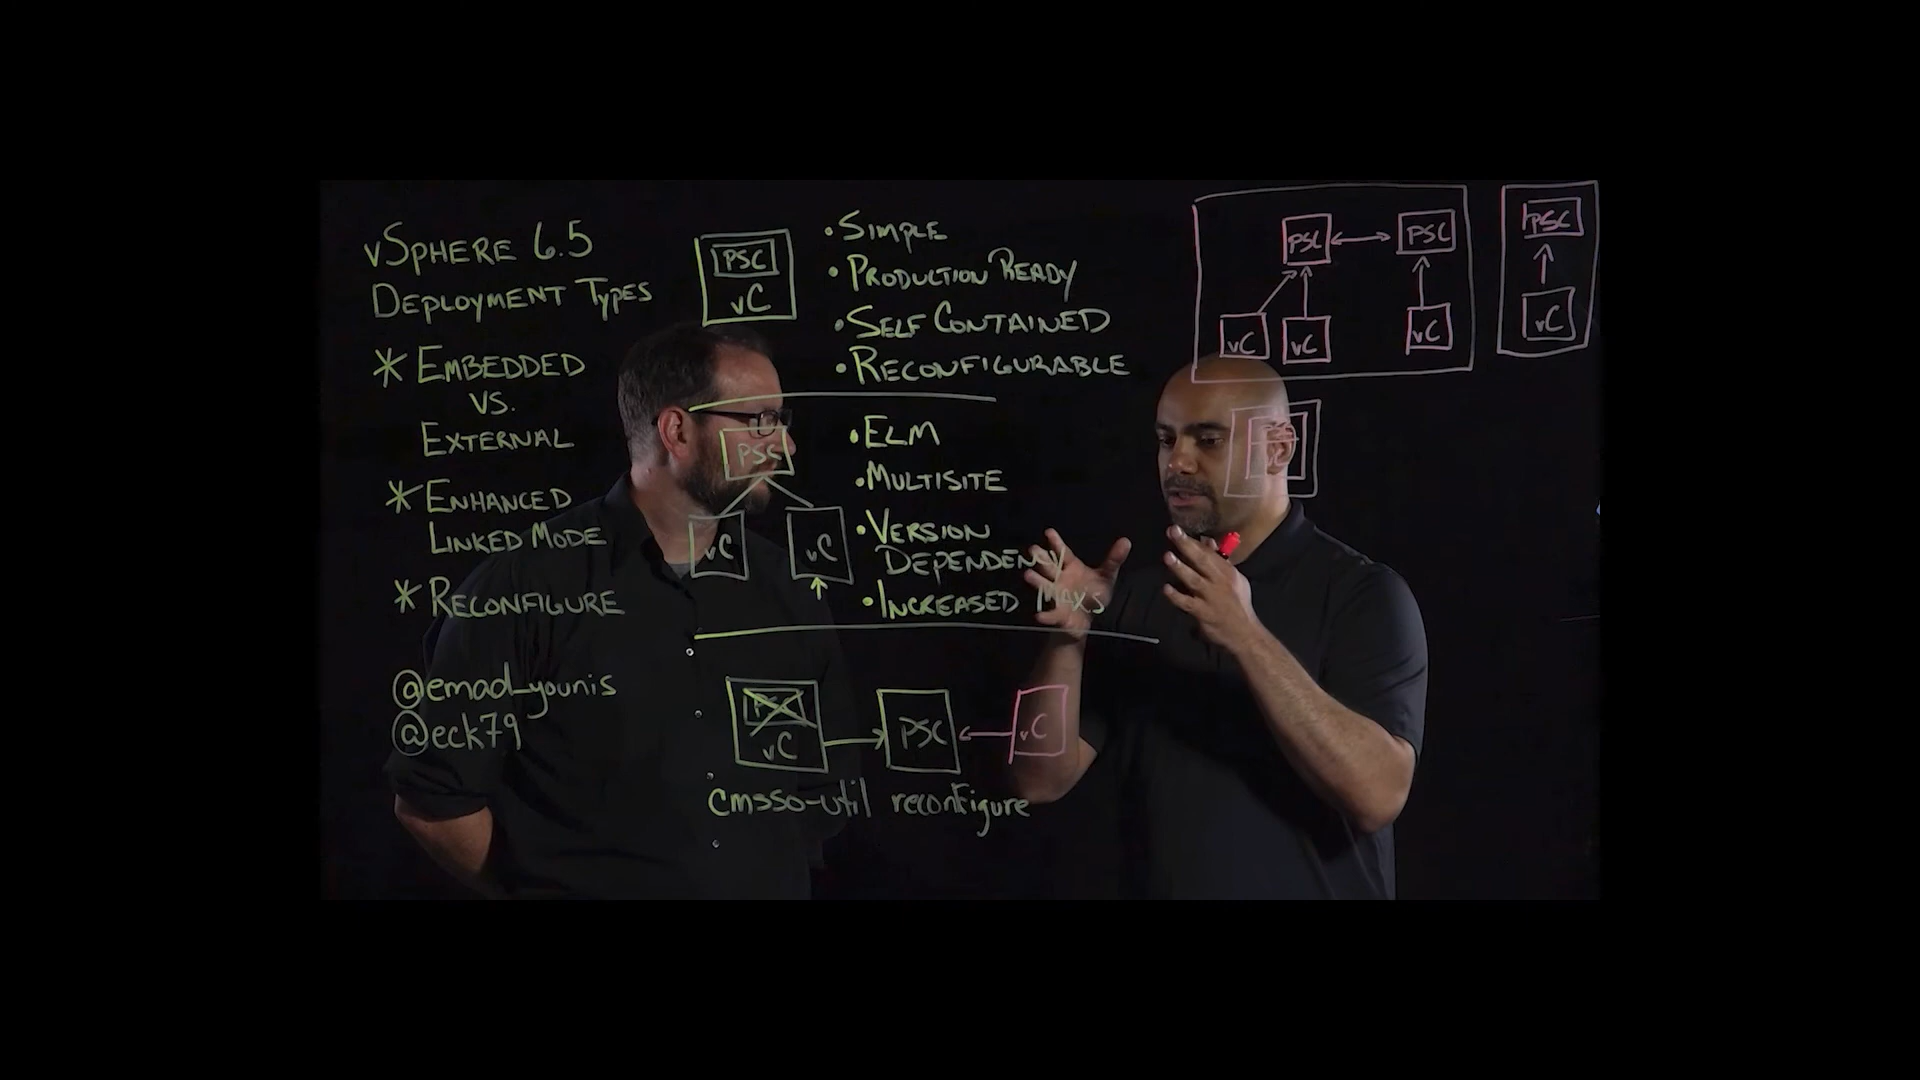 vSPHERE 6.5
DEPLOYMENT TYPES
* EMBEDDED
VS.
EXTERNAL
* ENHANCED
LINKED MODE
* RECONFIGURE
@emad_younis
@eck79
PSC
vC
• SIMPLE
• PRODUCTION READY
• SELF CONTAINED
• RECONFIGURABLE
PSC
vC vC
• ELM
• MULTISITE
• VERSION
DEPENDENCY
• INCREASED MAXS
PSC
vC
PSC
vC
cmsso-util reconfigure
PSC PSC
vC vC vC
PSC
vC